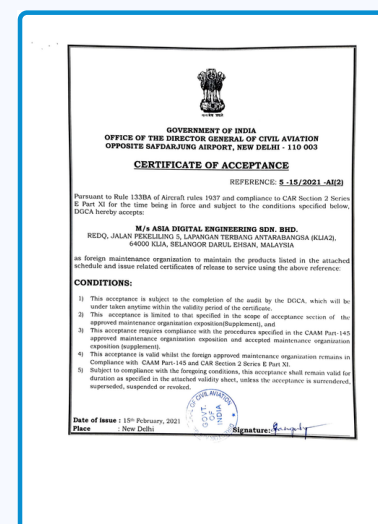 GOVERNMENT OF INDIA
OFFICE OF THE DIRECTOR GENERAL OF CIVIL AVIATION
OPPOSITE SAFDARJUNG AIRPORT, NEW DELHI - 110 003
CERTIFICATE OF ACCEPTANCE
REFERENCE: 5 -15/2021 -AI(2)
Pursuant to Rule 133BA of Aircraft rules 1937 and compliance to CAR Section 2 Series
E Part XI for the time being in force and subject to the conditions specified below,
DGCA hereby accepts:
M/s ASIA DIGITAL ENGINEERING SDN. BHD.
REDQ, JALAN PEKELILING 5, LAPANGAN TERBANG ANTARABANGSA (KLIA2),
64000 KLIA, SELANGOR DARUL EHSAN, MALAYSIA
as foreign maintenance organization to maintain the products listed in the attached
schedule and issue related certificates of release to service using the above reference:
CONDITIONS:
1) This acceptance is subject to the completion of the audit by the DGCA, which will be
under taken anytime within the validity period of the certificate.
2) This acceptance is limited to that specified in the scope of acceptance section of the
approved maintenance organization exposition(Supplement), and
3) This acceptance requires compliance with the procedures specified in the CAAM Part-145
approved maintenance organization exposition and accepted maintenance organization
exposition (supplement).
4) This acceptance is valid whilst the foreign approved maintenance organization remains in
Compliance with CAAM Part-145 and CAR Section 2 Series E Part XI.
5) Subject to compliance with the foregoing conditions, this acceptance shall remain valid for
duration as specified in the attached validity sheet, unless the acceptance is surrendered,
superseded, suspended or revoked.
OF CIVIL AVIATION
GOVT.
OF
INDIA
Date of issue : 15th February, 2021
Place : New Delhi
Signature: